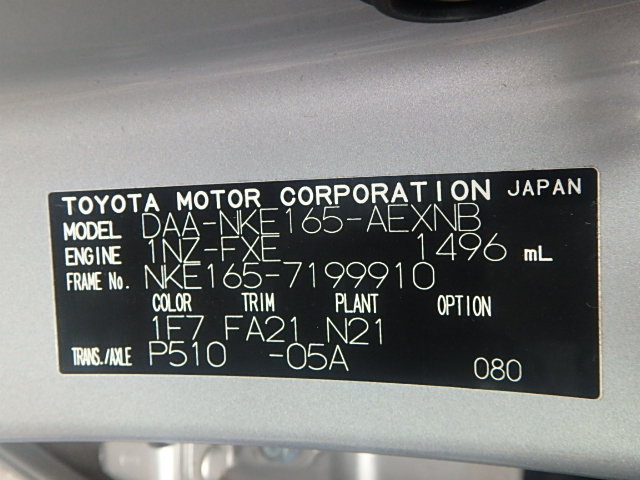 TOYOTA MOTOR CORPORATION JAPAN
MODEL DAA-NKE165-AEXNB
ENGINE 1NZ-FXE 1496 mL
FRAME No. NKE165-7199910
COLOR TRIM PLANT OPTION
1F7 FA21 N21
TRANS./AXLE P510 -05A 080